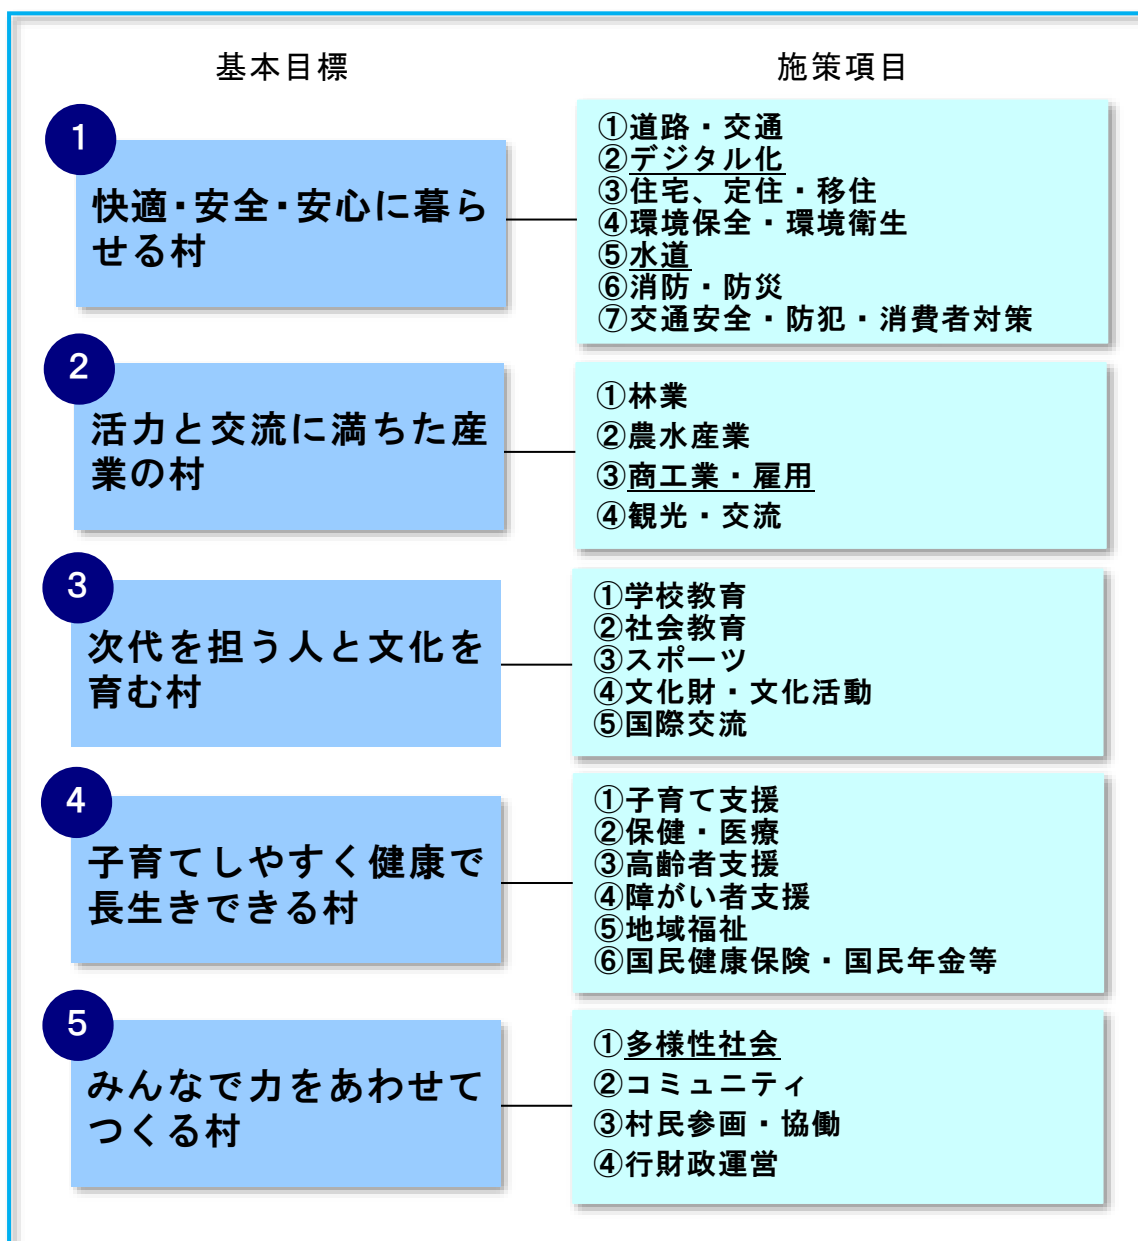 基本目標
施策項目
1
快適・安全・安心に暮ら
せる村
①道路・交通
②デジタル化
③住宅、定住・移住
④環境保全・環境衛生
⑤水道
⑥消防・防災
⑦交通安全・防犯・消費者対策
2
活力と交流に満ちた産
業の村
①林業
②農水産業
③商工業・雇用
④観光・交流
3
次代を担う人と文化を
育む村
①学校教育
②社会教育
③スポーツ
④文化財・文化活動
⑤国際交流
4
子育てしやすく健康で
長生きできる村
①子育て支援
②保健・医療
③高齢者支援
④障がい者支援
⑤地域福祉
⑥国民健康保険・国民年金等
5
みんなで力をあわせて
つくる村
①多様性社会
②コミュニティ
③村民参画・協働
④行財政運営